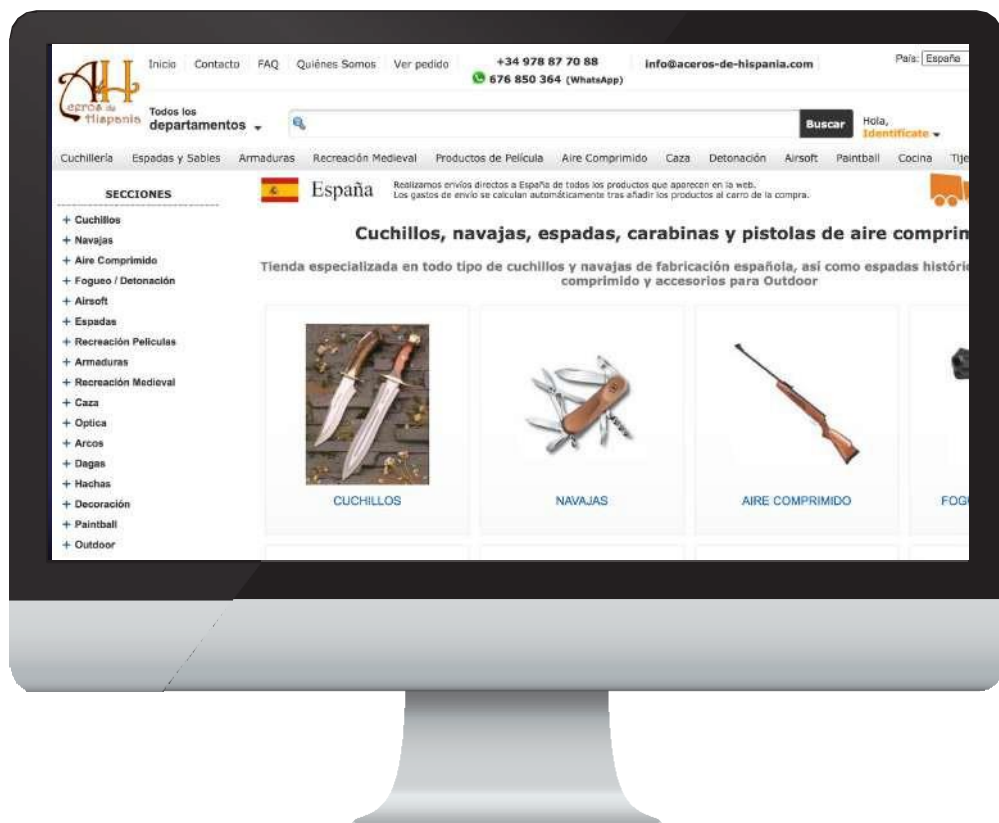 Inicio Contacto FAQ Quiénes Somos Ver pedido
+34 978 87 70 88
676 850 364 (WhatsApp)
info@aceros-de-hispania.com
País: España
AH
Aceros de
Hispania
Todos los
departamentos
Buscar
Hola,
Identifícate
Cuchillería Espadas y Sables Armaduras Recreación Medieval Productos de Película Aire Comprimido Caza Detonación Airsoft Paintball Cocina Tije
SECCIONES
+ Cuchillos
+ Navajas
+ Aire Comprimido
+ Fogueo / Detonación
+ Airsoft
+ Espadas
+ Recreación Peliculas
+ Armaduras
+ Recreación Medieval
+ Caza
+ Optica
+ Arcos
+ Dagas
+ Hachas
+ Decoración
+ Paintball
+ Outdoor
España
Realizamos envíos directos a España de todos los productos que aparecen en la web.
Los gastos de envío se calculan automáticamente tras añadir los productos al carro de la compra.
Cuchillos, navajas, espadas, carabinas y pistolas de aire comprim
Tienda especializada en todo tipo de cuchillos y navajas de fabricación española, así como espadas históric
comprimido y accesorios para Outdoor
CUCHILLOS
NAVAJAS
AIRE COMPRIMIDO
FOG